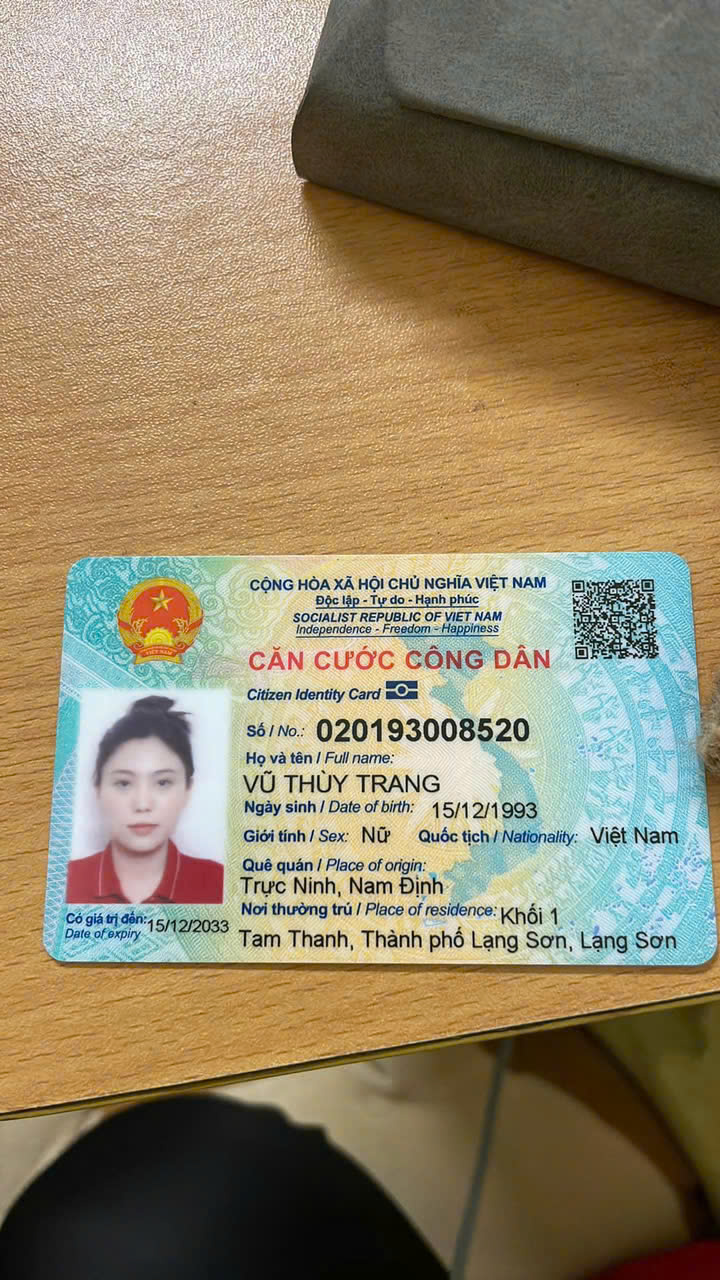 CỘNG HÒA XÃ HỘI CHỦ NGHĨA VIỆT NAM
Độc lập - Tự do - Hạnh phúc
SOCIALIST REPUBLIC OF VIET NAM
Independence - Freedom - Happiness
CĂN CƯỚC CÔNG DÂN
Citizen Identity Card
Số / No.: 020193008520
Họ và tên / Full name:
VŨ THÙY TRANG
Ngày sinh / Date of birth: 15/12/1993
Giới tính / Sex: Nữ Quốc tịch / Nationality: Việt Nam
Quê quán / Place of origin:
Trực Ninh, Nam Định
Nơi thường trú / Place of residence: Khối 1
Tam Thanh, Thành phố Lạng Sơn, Lạng Sơn
Có giá trị đến: 15/12/2033
Date of expiry
VIỆT NAM